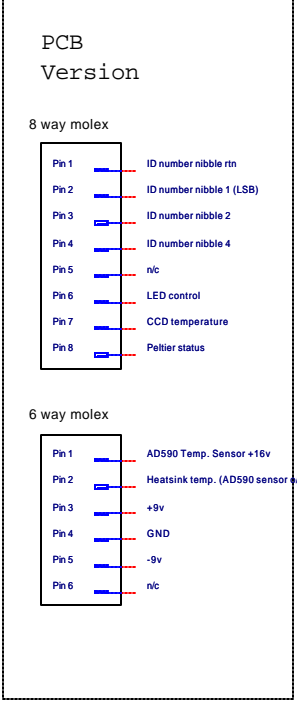 PCB
Version
8 way molex
Pin 1 ID number nibble rtn
Pin 2 ID number nibble 1 (LSB)
Pin 3 ID number nibble 2
Pin 4 ID number nibble 4
Pin 5 n/c
Pin 6 LED control
Pin 7 CCD temperature
Pin 8 Peltier status
6 way molex
Pin 1 AD590 Temp. Sensor +16v
Pin 2 Heatsink temp. (AD590 sensor
Pin 3 +9v
Pin 4 GND
Pin 5 -9v
Pin 6 n/c